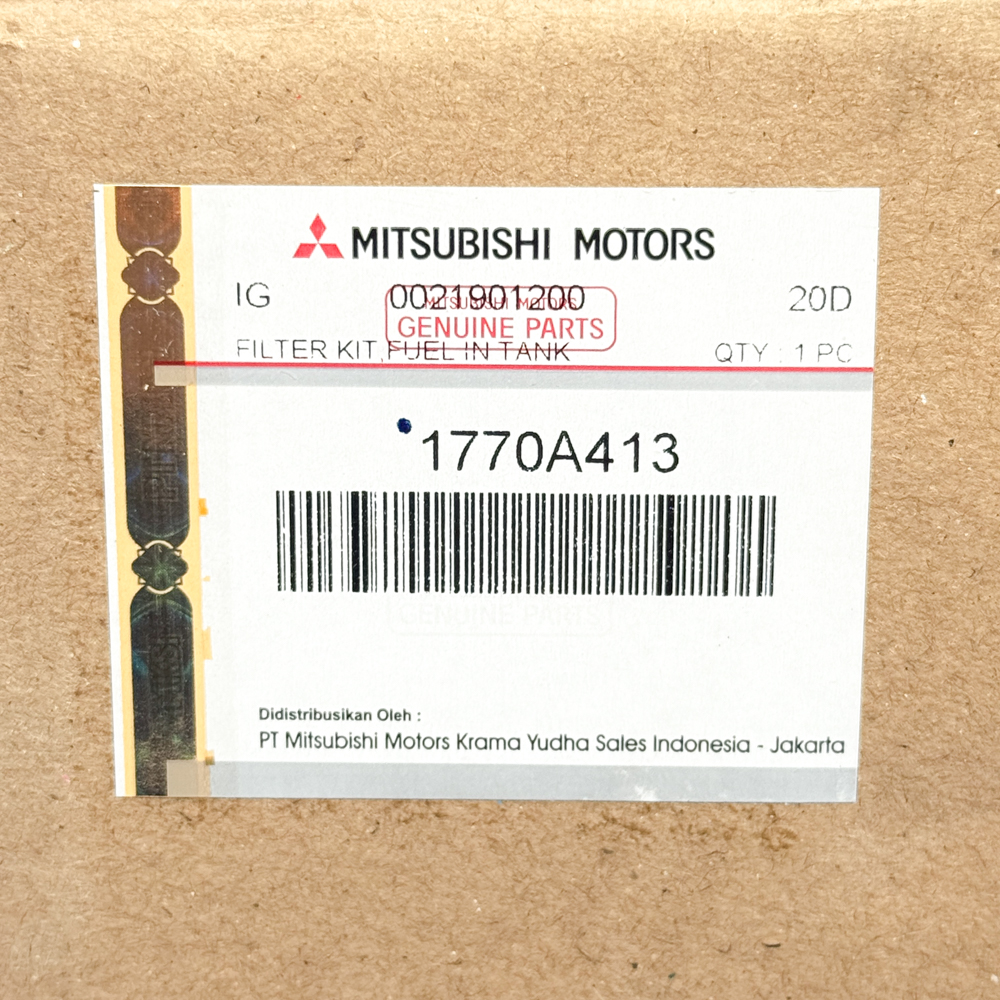 MITSUBISHI MOTORS
IG 0021901200 20D
MITSUBISHI MOTORS
GENUINE PARTS
FILTER KIT,FUEL IN TANK QTY : 1 PC
1770A413
GENUINE PARTS
Didistribusikan Oleh :
PT Mitsubishi Motors Krama Yudha Sales Indonesia - Jakarta